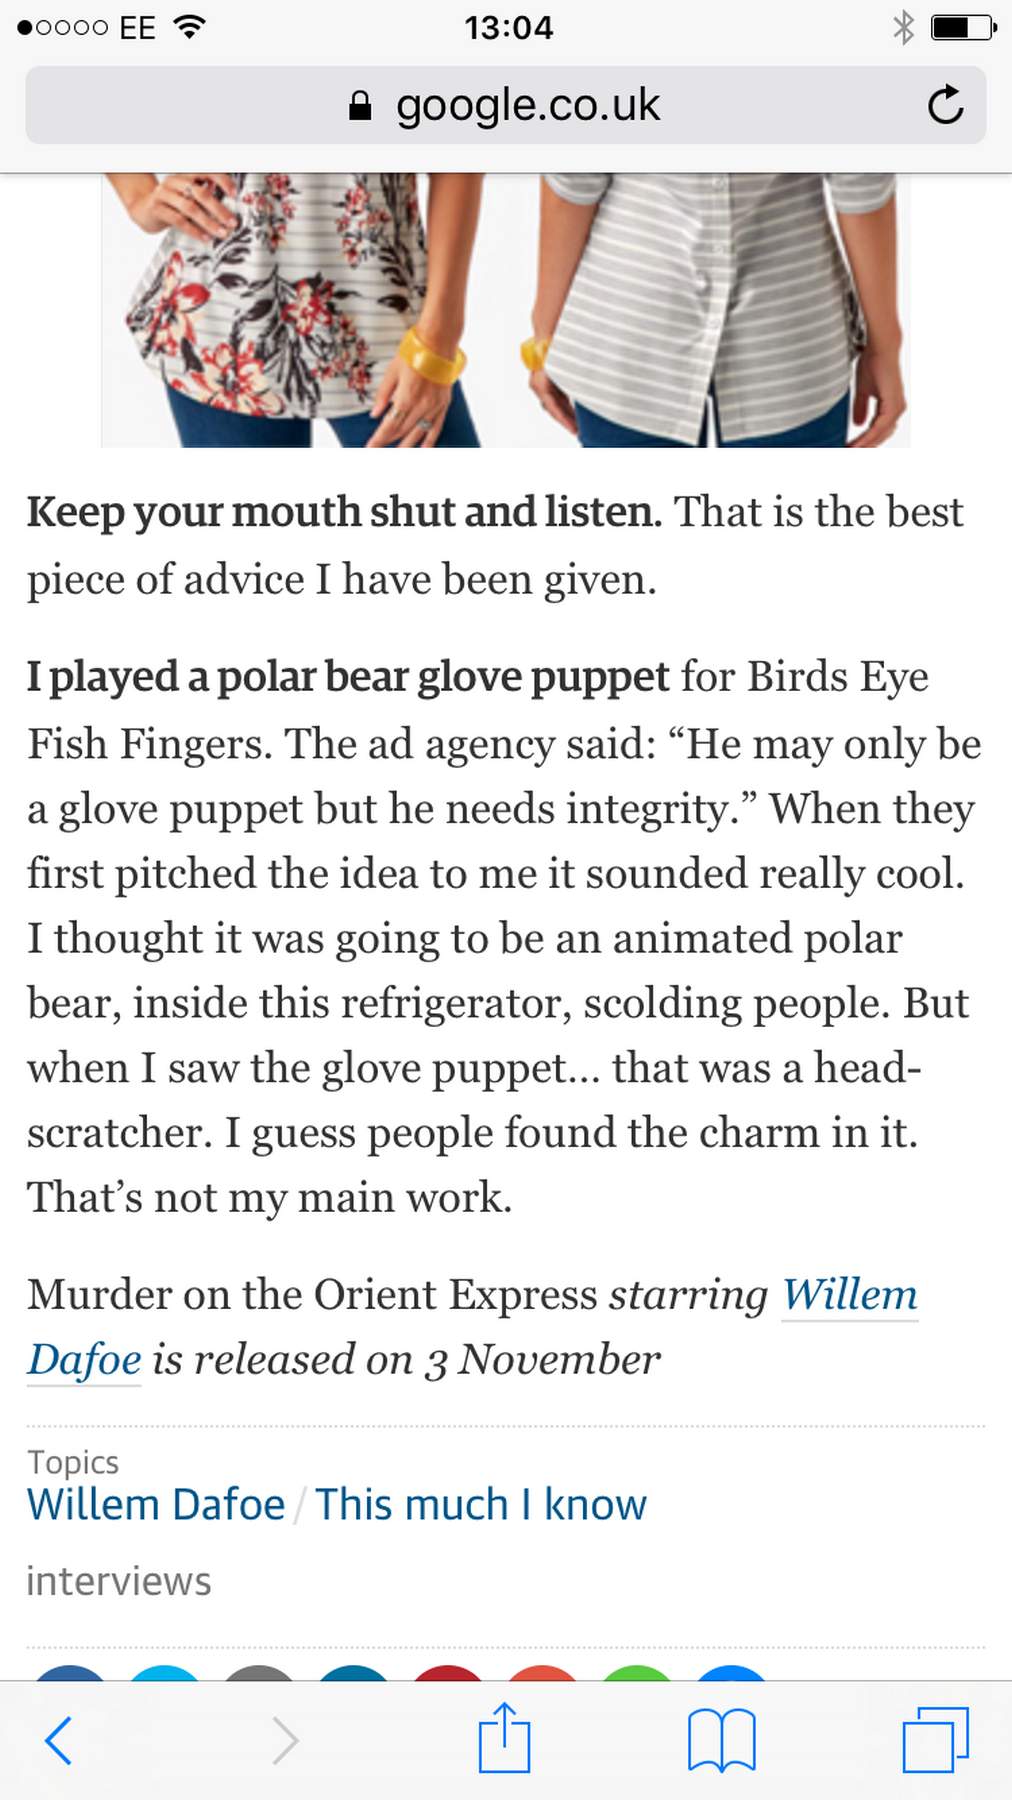 EE 13:04
google.co.uk
Keep your mouth shut and listen. That is the best
piece of advice I have been given.
I played a polar bear glove puppet for Birds Eye
Fish Fingers. The ad agency said: “He may only be
a glove puppet but he needs integrity.” When they
first pitched the idea to me it sounded really cool.
I thought it was going to be an animated polar
bear, inside this refrigerator, scolding people. But
when I saw the glove puppet... that was a head-
scratcher. I guess people found the charm in it.
That’s not my main work.
Murder on the Orient Express starring Willem
Dafoe is released on 3 November
Topics
Willem Dafoe / This much I know
interviews